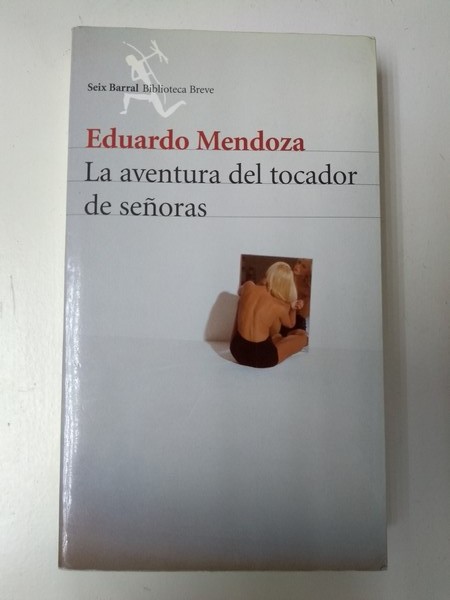 Seix Barral Biblioteca Breve
Eduardo Mendoza
La aventura del tocador
de señoras